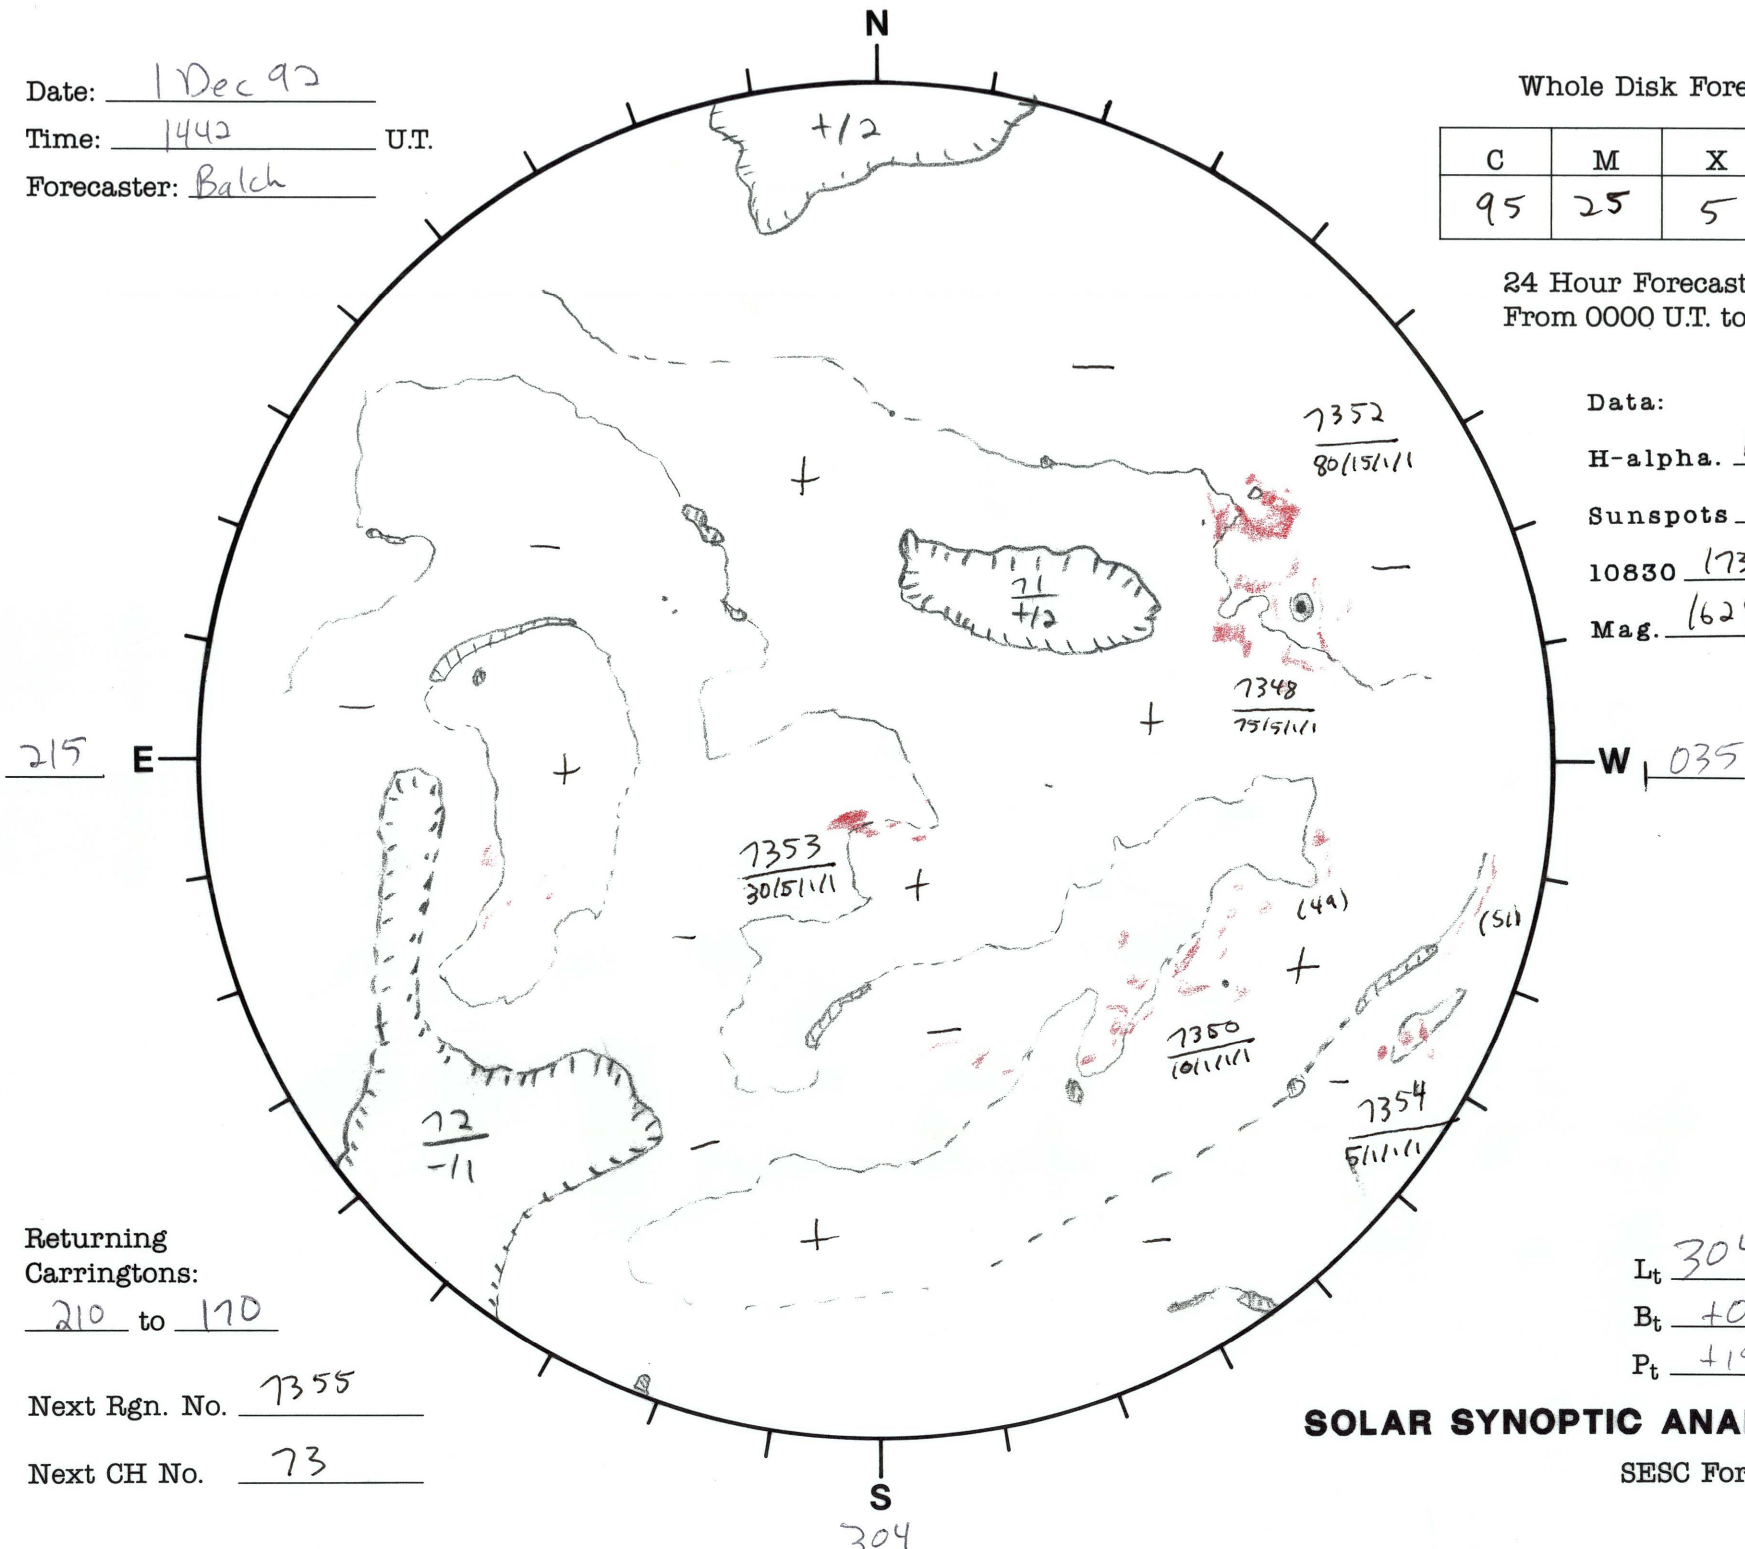 N
Date: 1 Dec 92
Time: 1442 U.T.
Forecaster: Balch
Whole Disk Fore
C M X
95 25 5
24 Hour Forecast
From 0000 U.T. to
Data:
H-alpha.
Sunspots
10830 173
Mag. 162
+/2
-
7352
80/15/1/1
+
-
-
71
+/2
7348
75/5/1/1
-
+
+
215 E
W 035
7353
30/5/1/1
+
-
(49)
(51)
+
-
7350
10/1/1/1
-
7354
5/1/1/1
72
-/1
-
+
-
Returning
Carringtons:
210 to 170
Next Rgn. No. 7355
Next CH No. 73
Lt 304
Bt +0
Pt +1
SOLAR SYNOPTIC ANA
SESC For
S
304